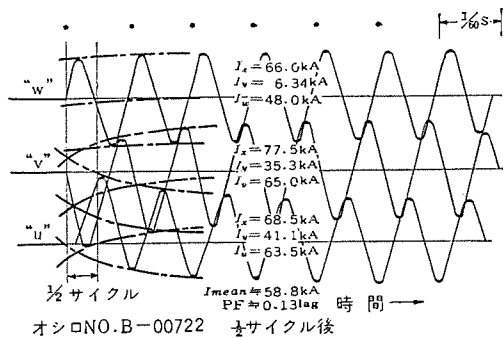 1/60 S
"w"
Ix=66.0kA
Iy= 6.34kA
Iu=48.0kA
"v"
Ix=77.5kA
Iy=35.3kA
Iv=65.0kA
"u"
Ix=68.5kA
Iy=41.1kA
Iu=63.5kA
1/2 サイクル
Imean≒58.8kA
PF≒0.13lag
時間
オシロNO.B-00722 1/2サイクル後